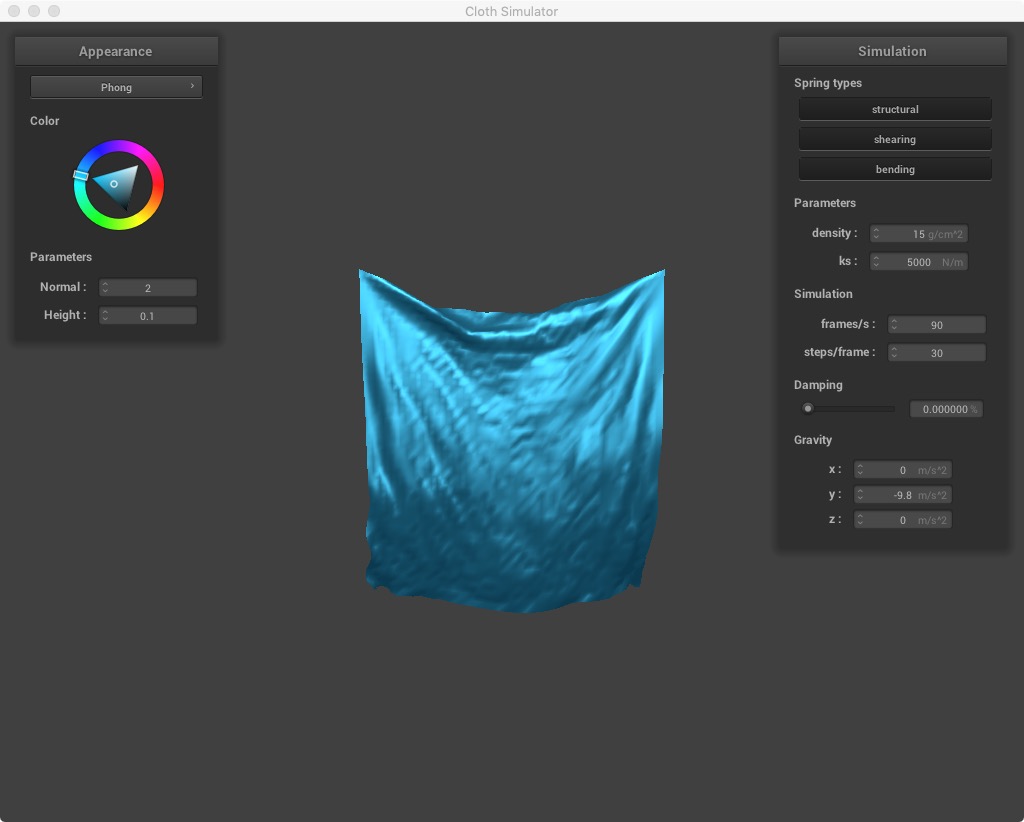 Cloth Simulator
Appearance
Phong
Color
Parameters
Normal : 2
Height : 0.1
Simulation
Spring types
structural
shearing
bending
Parameters
density : 15 g/cm^2
ks : 5000 N/m
Simulation
frames/s : 90
steps/frame : 30
Damping
0.000000 %
Gravity
x : 0 m/s^2
y : -9.8 m/s^2
z : 0 m/s^2